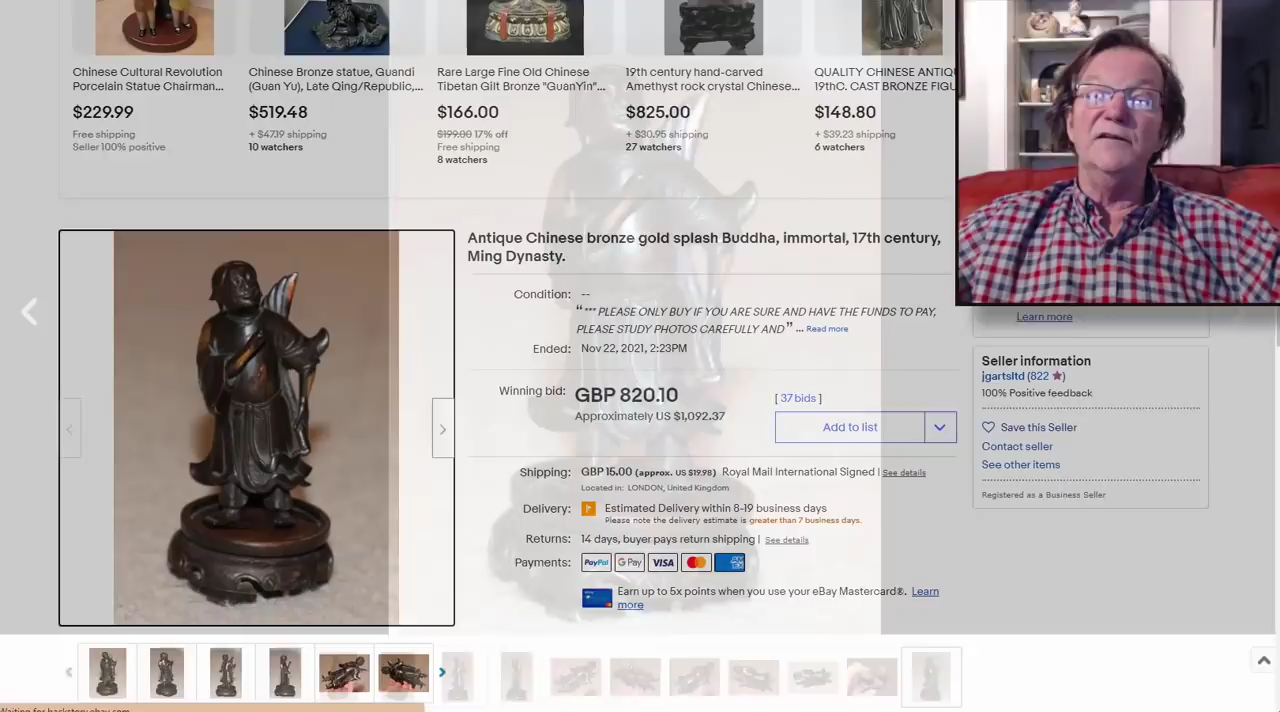 Chinese Cultural Revolution
Porcelain Statue Chairman...
$229.99
Free shipping
Seller 100% positive
Chinese Bronze statue, Guandi
(Guan Yu), Late Qing/Republic,...
$519.48
+ $47.19 shipping
10 watchers
Rare Large Fine Old Chinese
Tibetan Gilt Bronze "GuanYin"...
$166.00
$199.00 17% off
Free shipping
8 watchers
19th century hand-carved
Amethyst rock crystal Chinese...
$825.00
+ $30.95 shipping
27 watchers
QUALITY CHINESE ANTIQU
19thC. CAST BRONZE FIGU
$148.80
+ $39.23 shipping
6 watchers
Antique Chinese bronze gold splash Buddha, immortal, 17th century,
Ming Dynasty.
Condition: --
“ *** PLEASE ONLY BUY IF YOU ARE SURE AND HAVE THE FUNDS TO PAY,
PLEASE STUDY PHOTOS CAREFULLY AND ” ... Read more
Ended: Nov 22, 2021, 2:23PM
Winning bid: GBP 820.10 [ 37 bids ]
Approximately US $1,092.37
Add to list
Shipping: GBP 15.00 (approx. US $19.98) Royal Mail International Signed | See details
Located in: LONDON, United Kingdom
Delivery: Estimated Delivery within 8-19 business days
Please note the delivery estimate is greater than 7 business days.
Returns: 14 days, buyer pays return shipping | See details
Payments: PayPal G Pay VISA
Earn up to 5x points when you use your eBay Mastercard®. Learn
more
Learn more
Seller information
jgartsltd (822 ★)
100% Positive feedback
Save this Seller
Contact seller
See other items
Registered as a Business Seller
Waiting for backstory.ebay.com